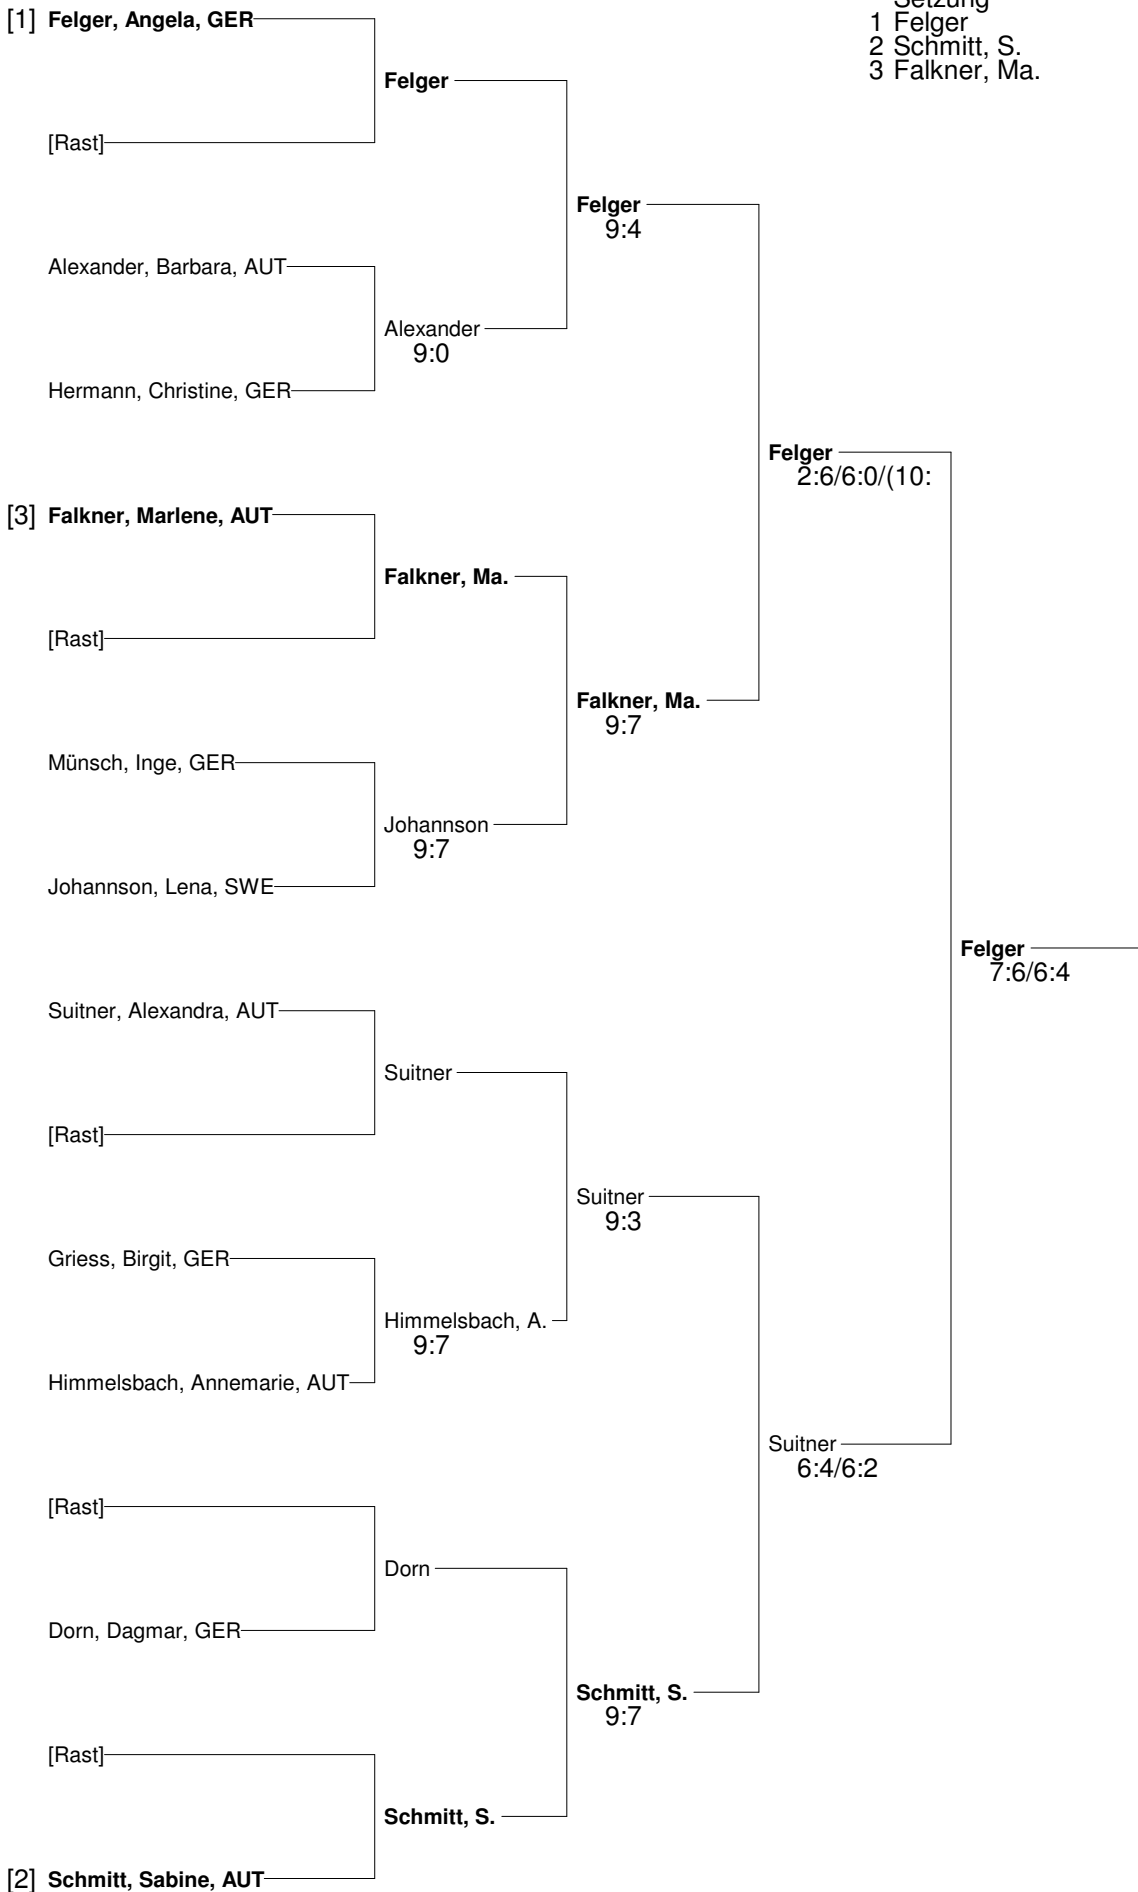 Setzung
1 Felger
2 Schmitt, S.
3 Falkner, Ma.
[1] Felger, Angela, GER
Felger
[Rast]
Felger
9:4
Alexander, Barbara, AUT
Alexander
9:0
Hermann, Christine, GER
Felger
2:6/6:0/(10:
[3] Falkner, Marlene, AUT
Falkner, Ma.
[Rast]
Falkner, Ma.
9:7
Münsch, Inge, GER
Johannson
9:7
Johannson, Lena, SWE
Felger
7:6/6:4
Suitner, Alexandra, AUT
Suitner
[Rast]
Suitner
9:3
Griess, Birgit, GER
Himmelsbach, A.
9:7
Himmelsbach, Annemarie, AUT
Suitner
6:4/6:2
[Rast]
Dorn
Dorn, Dagmar, GER
Schmitt, S.
9:7
[Rast]
Schmitt, S.
[2] Schmitt, Sabine, AUT